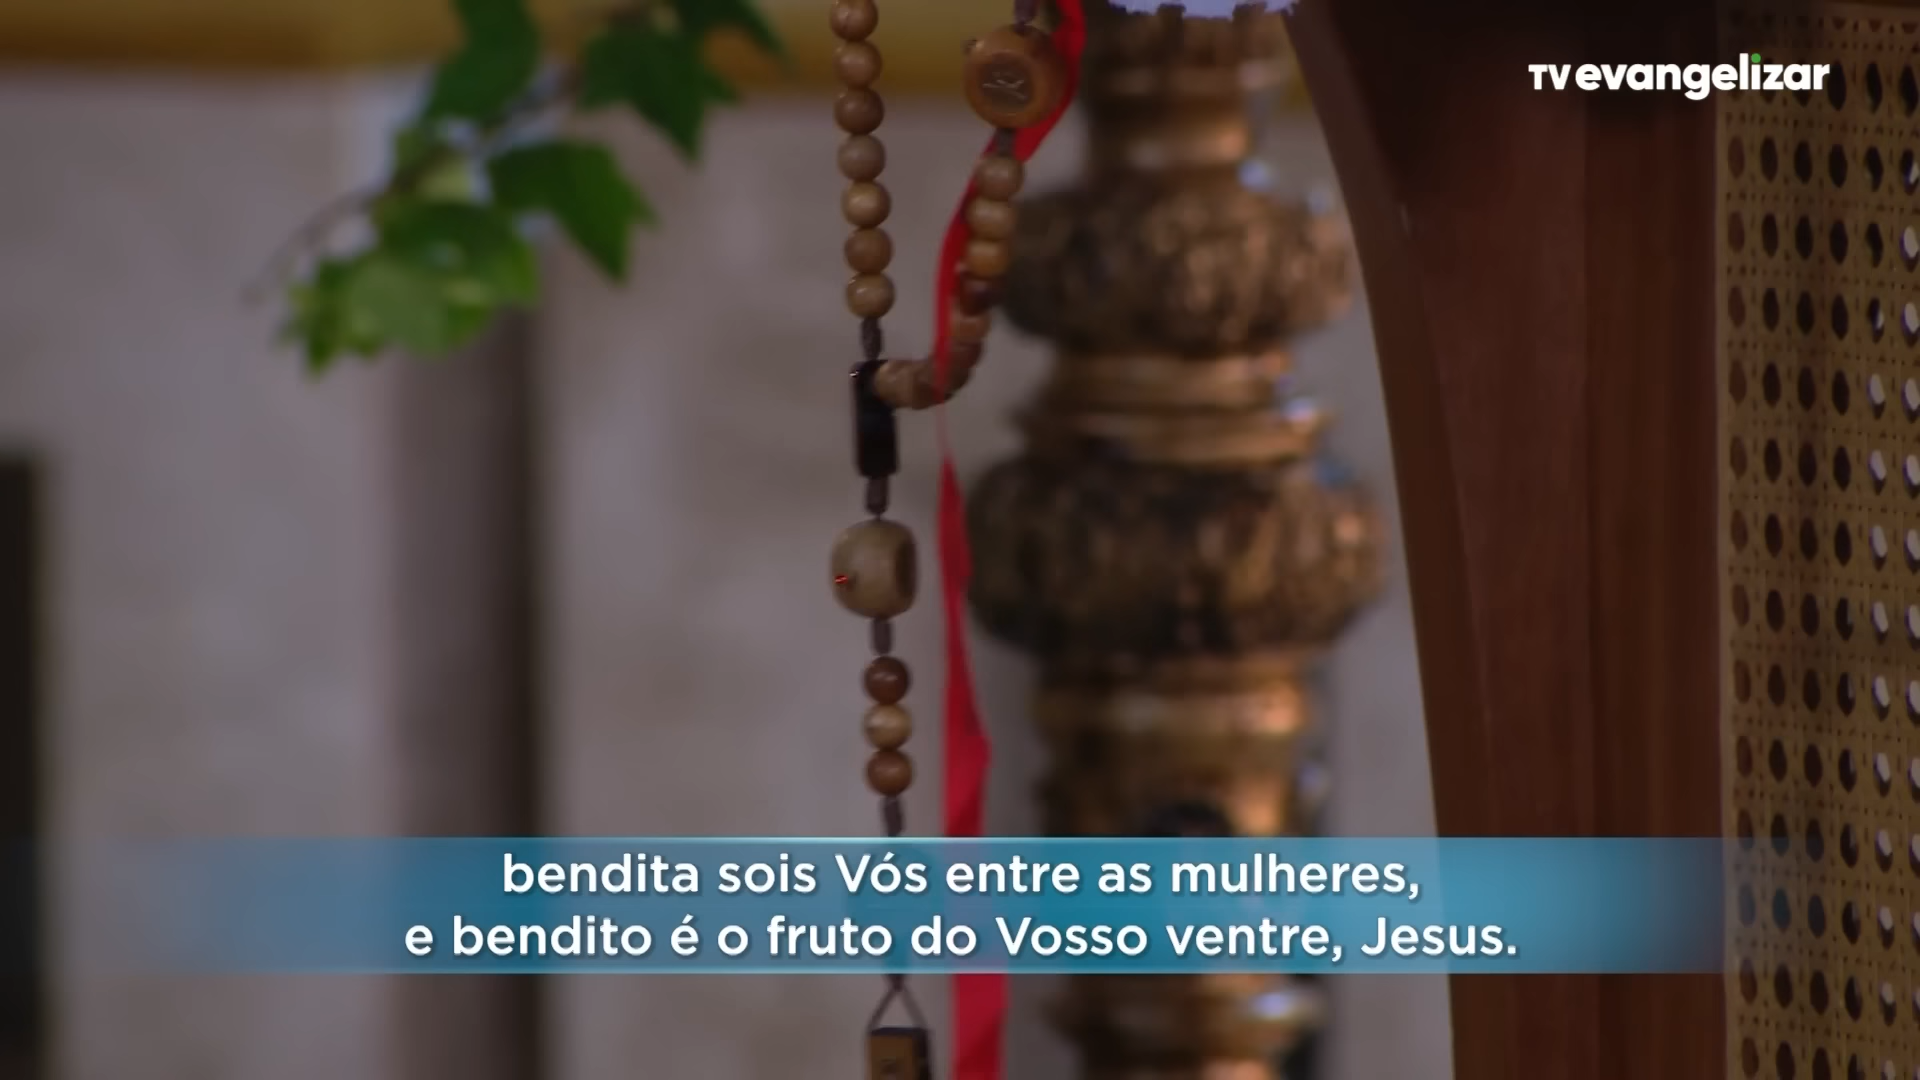 TVevangelizar
bendita sois Vós entre as mulheres,
e bendito é o fruto do Vosso ventre, Jesus.